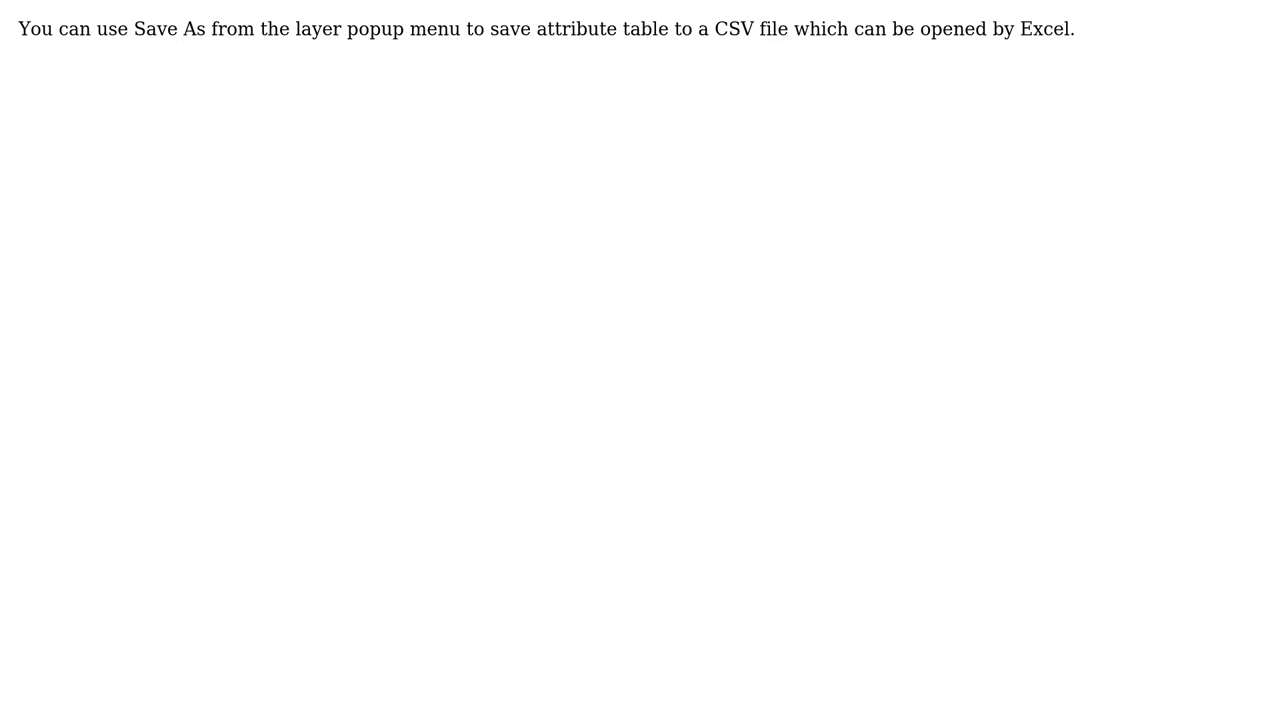 You can use Save As from the layer popup menu to save attribute table to a CSV file which can be opened by Excel.